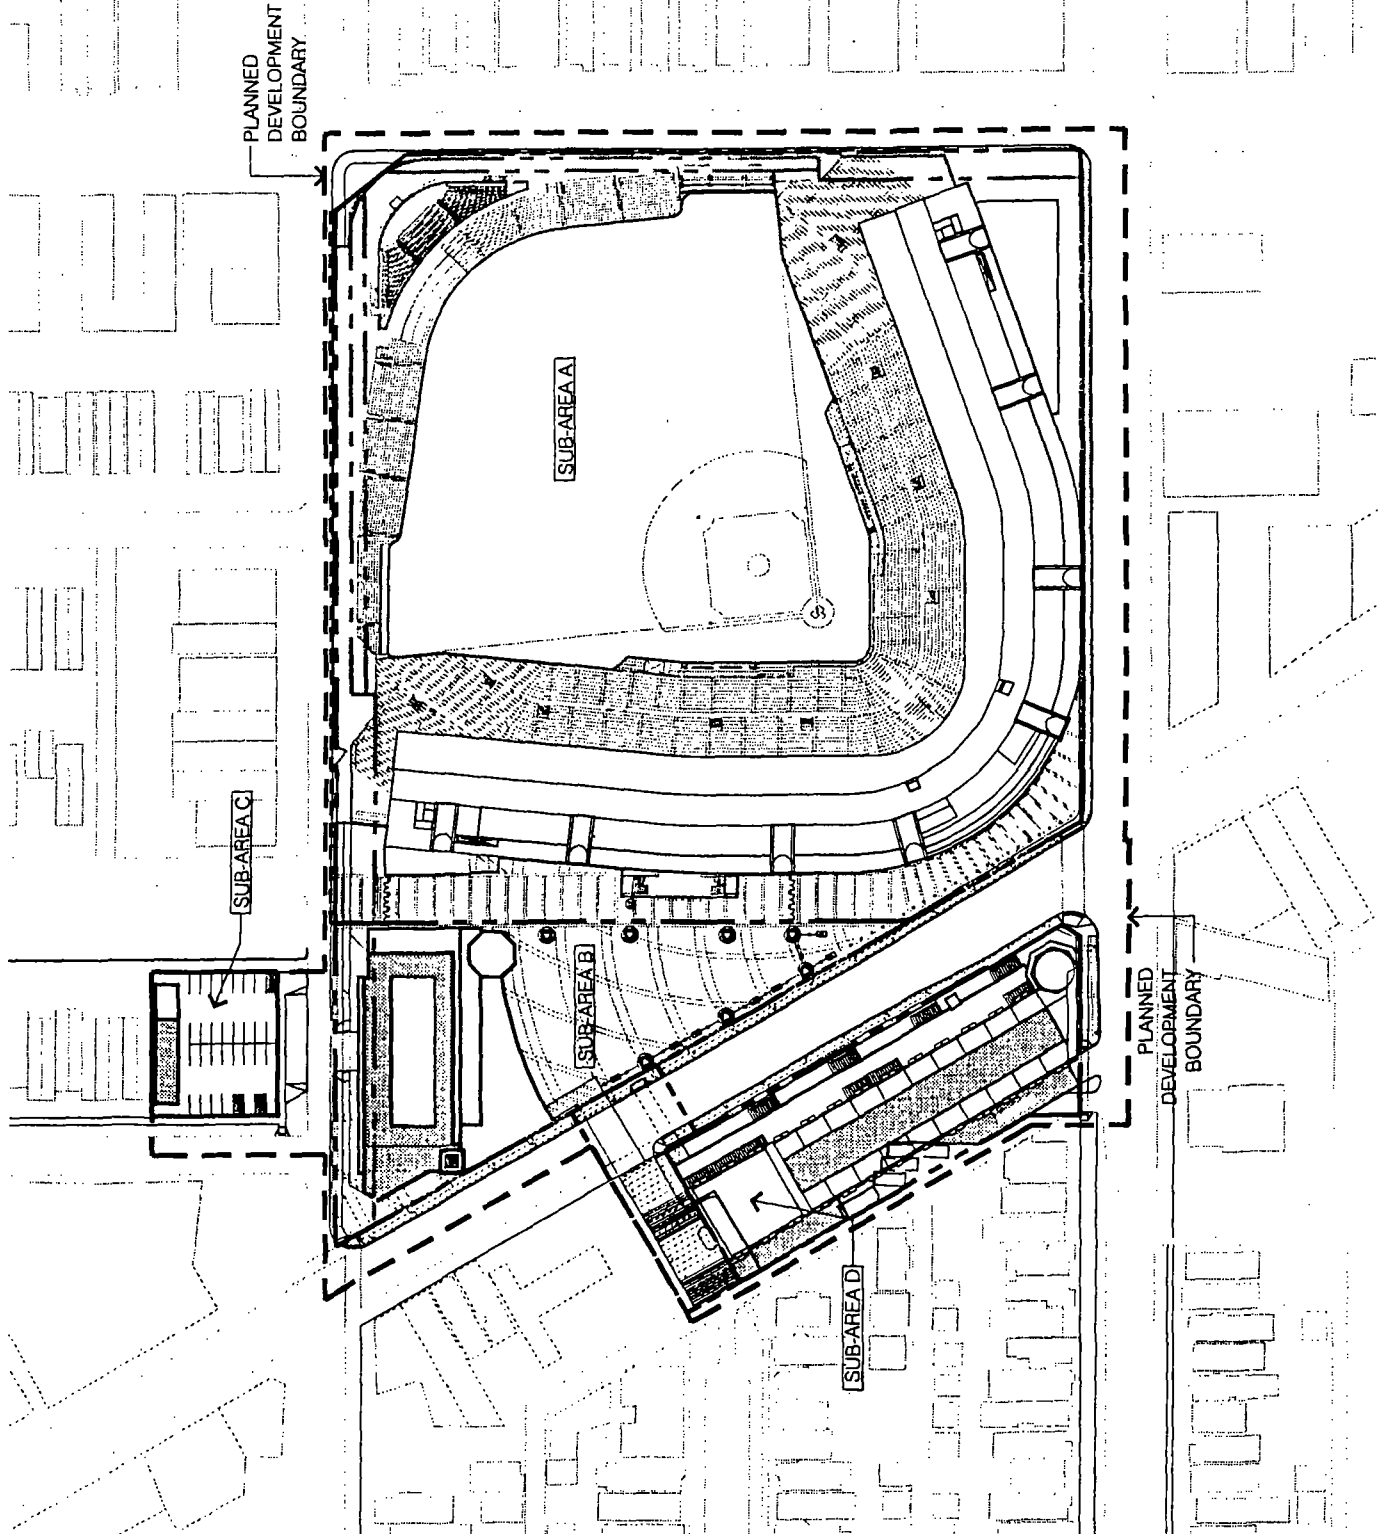 PLANNED
DEVELOPMENT
BOUNDARY
SUB-AREA A
SUB-AREA C
SUB-AREA B
PLANNED
DEVELOPMENT
BOUNDARY
SUB-AREA D